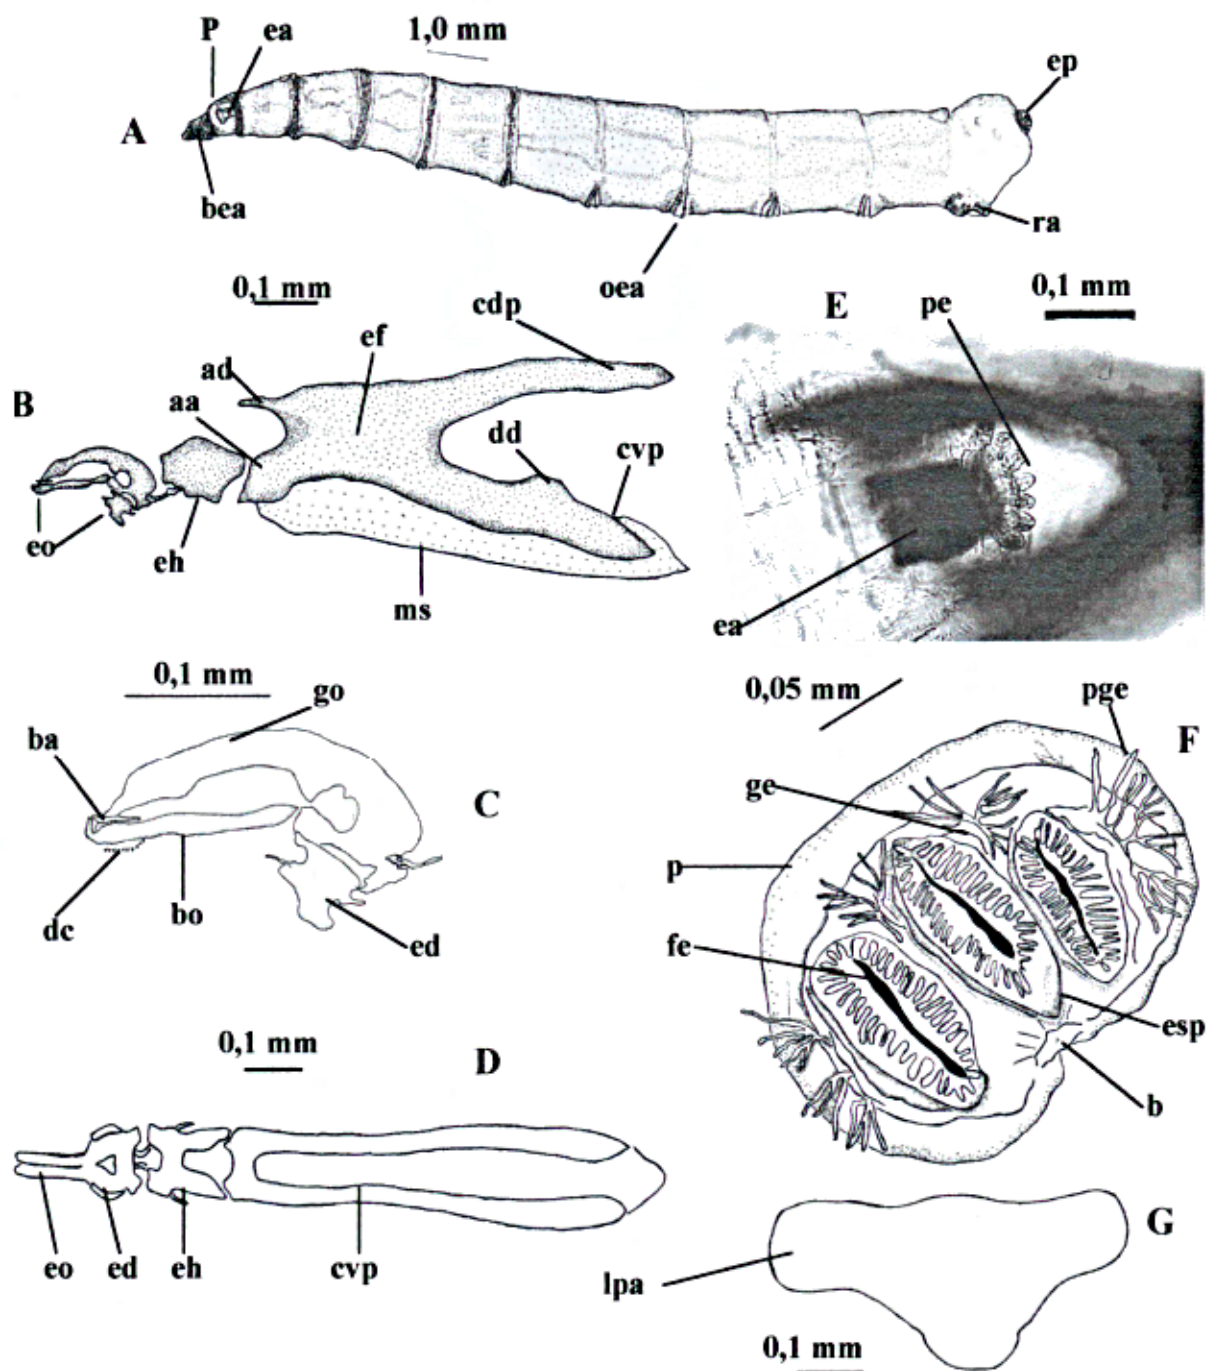 P ea 1,0 mm ep
A
bea oea ra
0,1 mm
B ad aa ef cdp dd cvp
eo eh ms
E pe 0,1 mm
ea
0,1 mm
go
ba
C
dc bo ed
0,05 mm pge
F
ge
p
fe
esp
b
0,1 mm D
eo ed eh cvp
G
lpa
0,1 mm